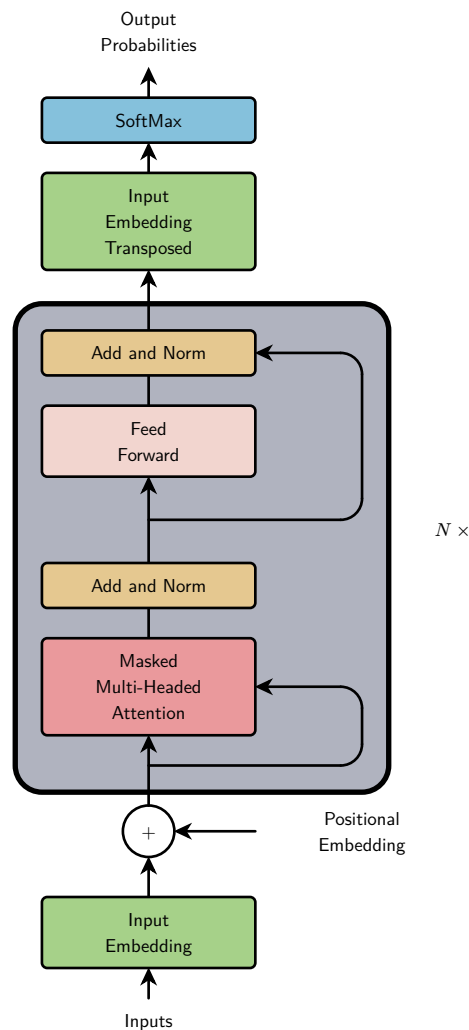 Output
Probabilities
SoftMax
Input
Embedding
Transposed
Add and Norm
Feed
Forward
N ×
Add and Norm
Masked
Multi-Headed
Attention
+
Positional
Embedding
Input
Embedding
Inputs